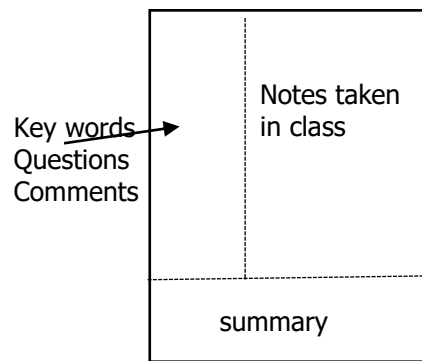 Key words
Questions
Comments
Notes taken
in class
summary